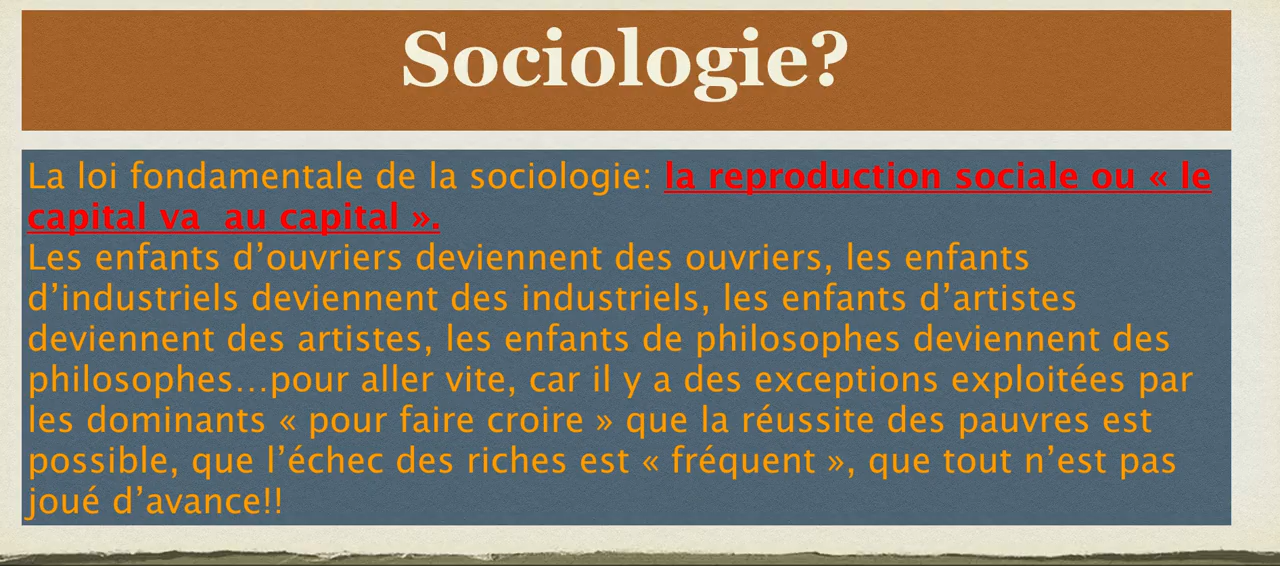 Sociologie?
La loi fondamentale de la sociologie: la reproduction sociale ou « le
capital va  au capital ».
Les enfants d’ouvriers deviennent des ouvriers, les enfants
d’industriels deviennent des industriels, les enfants d’artistes
deviennent des artistes, les enfants de philosophes deviennent des
philosophes…pour aller vite, car il y a des exceptions exploitées par
les dominants « pour faire croire » que la réussite des pauvres est
possible, que l’échec des riches est « fréquent », que tout n’est pas
joué d’avance!!